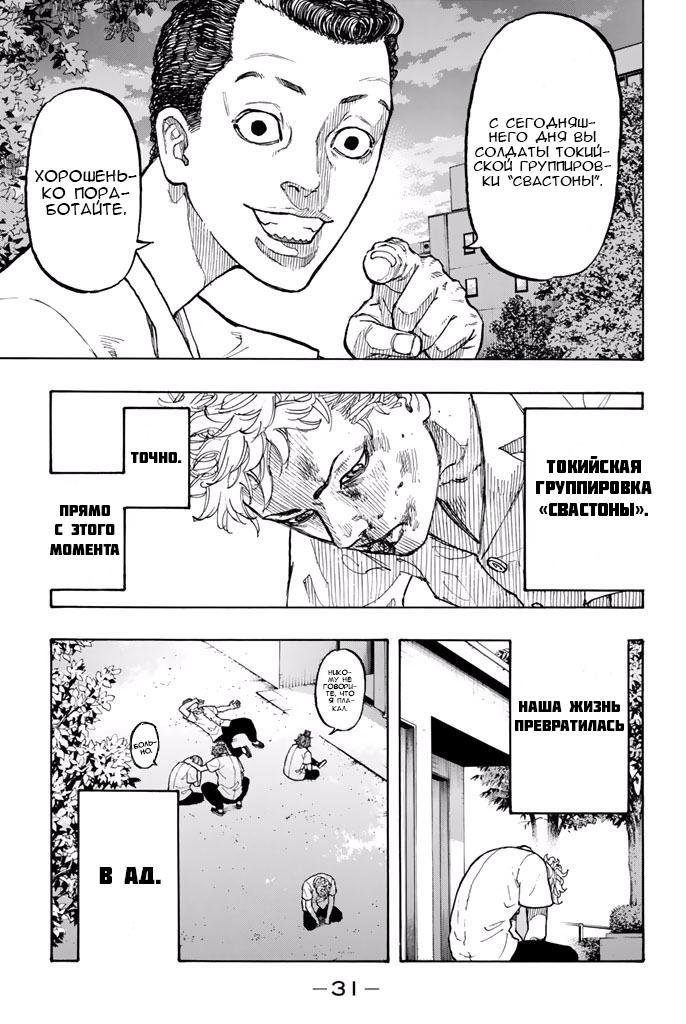 С СЕГОДНЯШ-
НЕГО ДНЯ ВЫ
СОЛДАТЫ ТОКИЙ-
СКОЙ ГРУППИРОВ-
КИ "СВАСТОНЫ".
ХОРОШЕНЬ-
КО ПОРА-
БОТАЙТЕ.
ТОКИЙСКАЯ
ГРУППИРОВКА
«СВАСТОНЫ».
ТОЧНО.
ПРЯМО
С ЭТОГО
МОМЕНТА
НАША ЖИЗНЬ
ПРЕВРАТИЛАСЬ
НИКО-
МУ НЕ
ГОВОРИ-
ТЕ, ЧТО
Я ПЛА-
КАЛ.
БОЛЬ-
НО.
В АД.
—31—